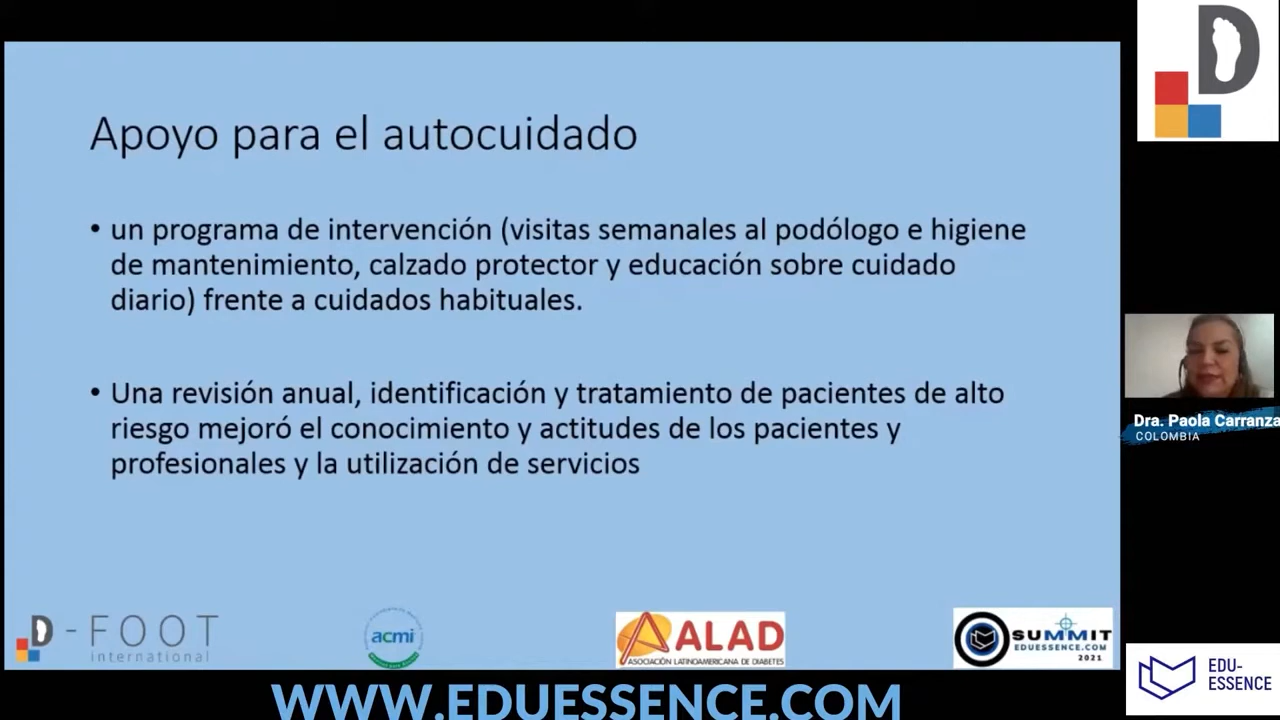 D
Apoyo para el autocuidado
• un programa de intervención (visitas semanales al podólogo e higiene
de mantenimiento, calzado protector y educación sobre cuidado
diario) frente a cuidados habituales.
• Una revisión anual, identificación y tratamiento de pacientes de alto
riesgo mejoró el conocimiento y actitudes de los pacientes y
profesionales y la utilización de servicios
Dra. Paola Carranza
COLOMBIA
D-FOOT
international
acmi
ALAD
ASOCIACIÓN LATINOAMERICANA DE DIABETES
SUMMIT
EDUESSENCE.COM
2021
EDU-
ESSENCE
WWW.EDUESSENCE.COM